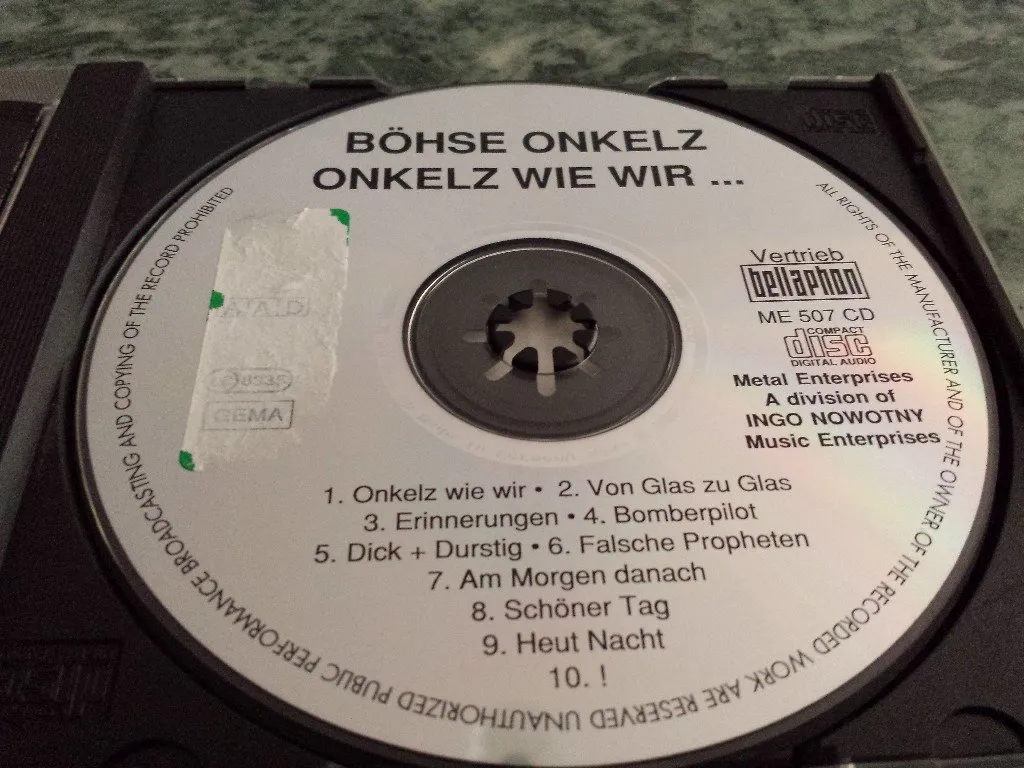 BÖHSE ONKELZ
ONKELZ WIE WIR ...
AAD
GEMA
Vertrieb
bellaphon
ME 507 CD
COMPACT
disc
DIGITAL AUDIO
Metal Enterprises
A division of
INGO NOWOTNY
Music Enterprises
1. Onkelz wie wir • 2. Von Glas zu Glas
3. Erinnerungen • 4. Bomberpilot
5. Dick + Durstig • 6. Falsche Propheten
7. Am Morgen danach
8. Schöner Tag
9. Heut Nacht
10. !
ALL RIGHTS OF THE MANUFACTURER AND OF THE OWNER OF THE RECORDED WORK ARE RESERVED UNAUTHORIZED PUBLIC PERFORMANCE BROADCASTING AND COPYING OF THE RECORD PROHIBITED